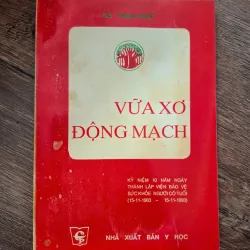 VỮA XƠ
ĐỘNG MẠCH
KỶ NIỆM 10 NĂM NGÀY
THÀNH LẬP VIỆN BẢO VỆ
SỨC KHỎE NGƯỜI CÓ TUỔI
(15-11-1983 - 15-11-1993)
NHÀ XUẤT BẢN Y HỌC